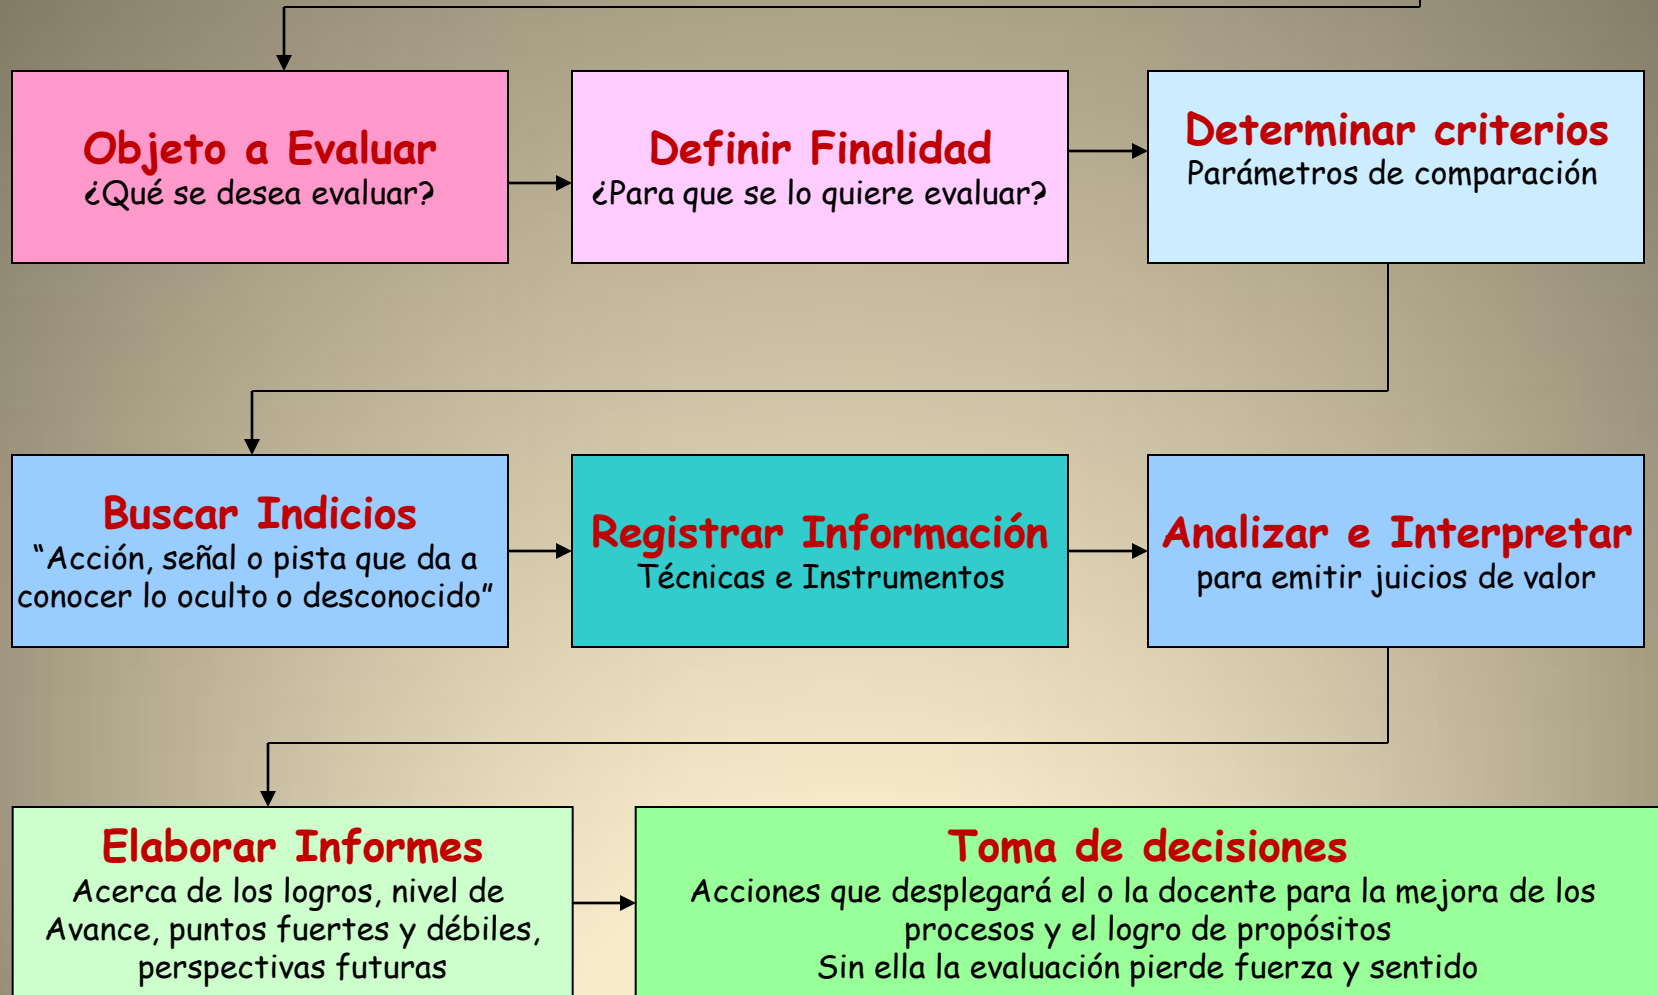 Objeto a Evaluar
¿Qué se desea evaluar?
Definir Finalidad
¿Para que se lo quiere evaluar?
Determinar criterios
Parámetros de comparación
Buscar Indicios
“Acción, señal o pista que da a
conocer lo oculto o desconocido”
Registrar Información
Técnicas e Instrumentos
Analizar e Interpretar
para emitir juicios de valor
Elaborar Informes
Acerca de los logros, nivel de
Avance, puntos fuertes y débiles,
perspectivas futuras
Toma de decisiones
Acciones que desplegará el o la docente para la mejora de los
procesos y el logro de propósitos
Sin ella la evaluación pierde fuerza y sentido